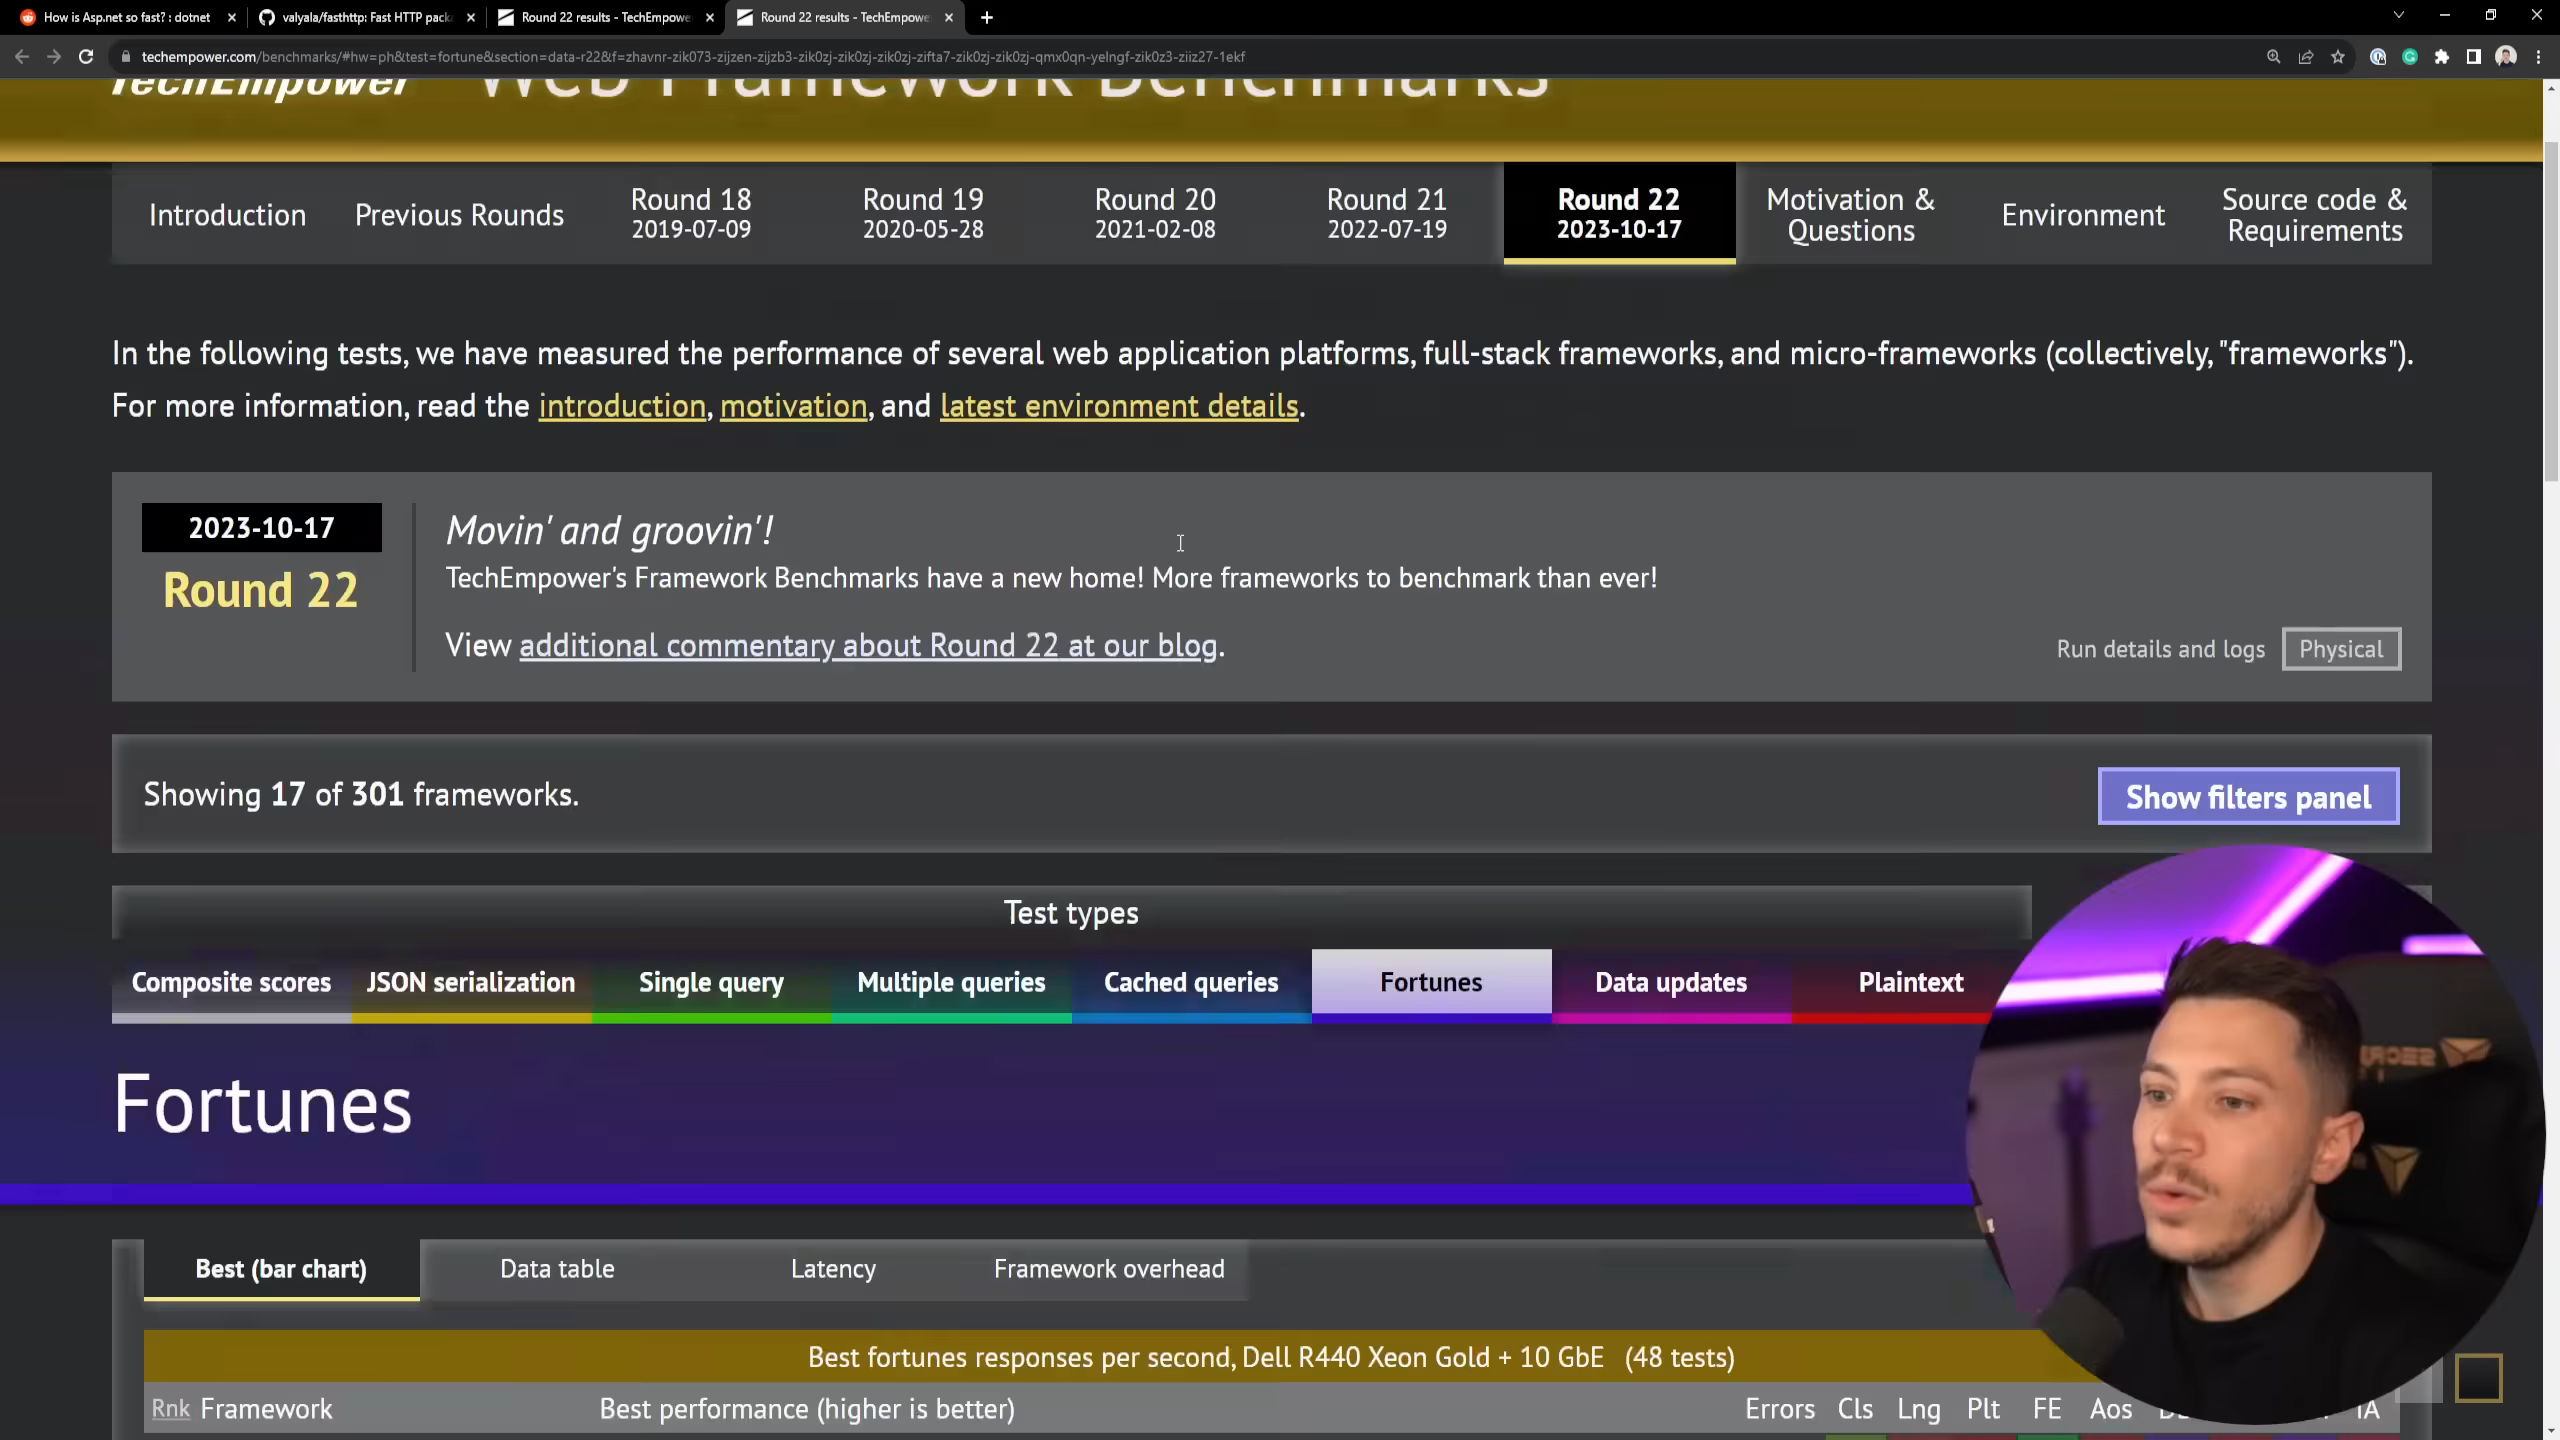 How is Asp.net so fast? : dotnet
valyala/fasthttp: Fast HTTP pack
Round 22 results - TechEmpowe
Round 22 results - TechEmpowe
techempower.com/benchmarks/#hw=ph&test=fortune&section=data-r22&f=zhavnr-zik073-zijzen-zijzb3-zik0zj-zik0zj-zik0zj-zifta7-zik0zj-zik0zj-qmx0qn-yelngf-zik0z3-ziiz27-1ekf
TechEmpower Web Framework Benchmarks
Introduction
Previous Rounds
Round 18
2019-07-09
Round 19
2020-05-28
Round 20
2021-02-08
Round 21
2022-07-19
Round 22
2023-10-17
Motivation &
Questions
Environment
Source code &
Requirements
In the following tests, we have measured the performance of several web application platforms, full-stack frameworks, and micro-frameworks (collectively, "frameworks").
For more information, read the introduction, motivation, and latest environment details.
2023-10-17
Round 22
Movin' and groovin'!
TechEmpower's Framework Benchmarks have a new home! More frameworks to benchmark than ever!
View additional commentary about Round 22 at our blog.
Run details and logs Physical
Showing 17 of 301 frameworks.
Show filters panel
Test types
Composite scores
JSON serialization
Single query
Multiple queries
Cached queries
Fortunes
Data updates
Plaintext
Fortunes
Best (bar chart)
Data table
Latency
Framework overhead
Best fortunes responses per second, Dell R440 Xeon Gold + 10 GbE (48 tests)
Rnk Framework Best performance (higher is better) Errors Cls Lng Plt FE Aos IA